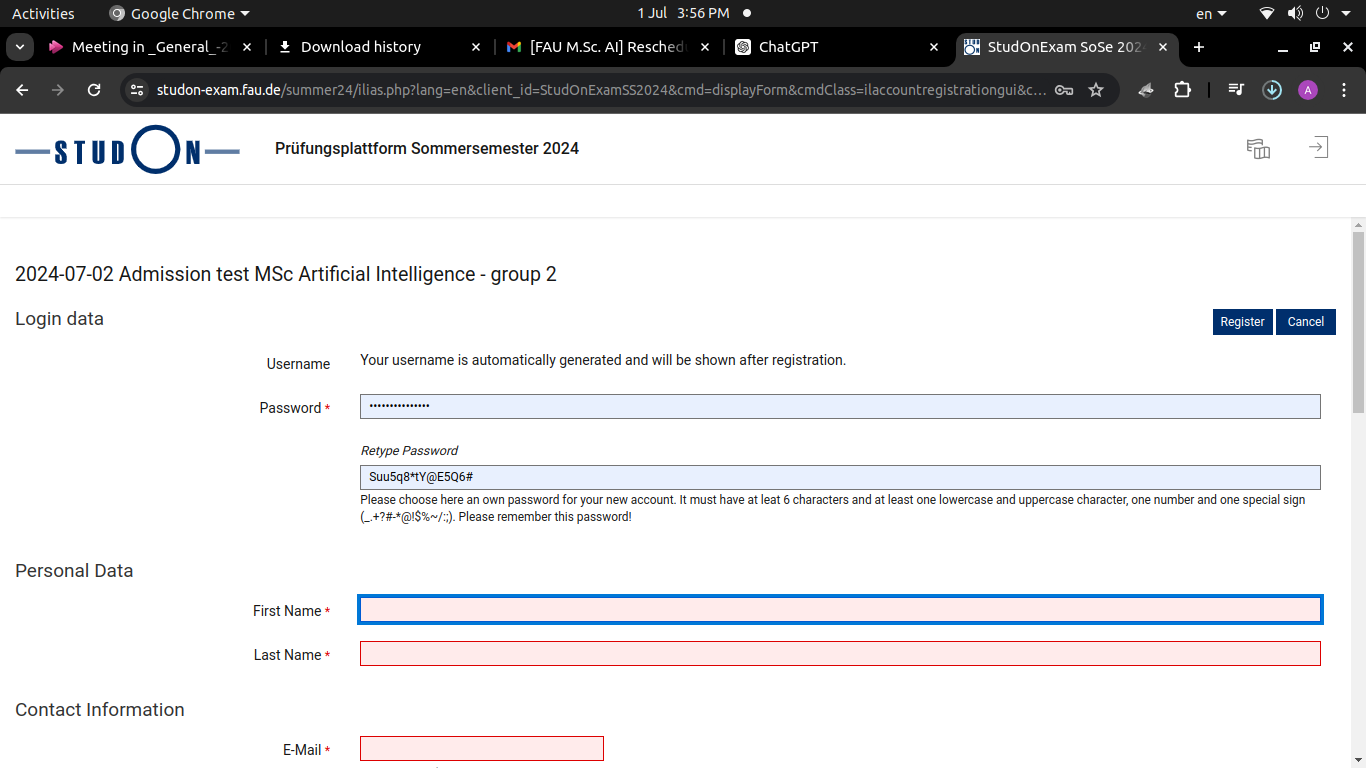 Activities
Google Chrome
1 Jul 3:56 PM
en
Meeting in _General_-2
Download history
[FAU M.Sc. AI] Resched
ChatGPT
StudOnExam SoSe 2024
studon-exam.fau.de/summer24/ilias.php?lang=en&client_id=StudOnExamSS2024&cmd=displayForm&cmdClass=ilaccountregistrationgui&c...
A
STUDON
Prüfungsplattform Sommersemester 2024
2024-07-02 Admission test MSc Artificial Intelligence - group 2
Login data
Register
Cancel
Username
Your username is automatically generated and will be shown after registration.
Password *
•••••••••••••••
Retype Password
Suu5q8*tY@E5Q6#
Please choose here an own password for your new account. It must have at leat 6 characters and at least one lowercase and uppercase character, one number and one special sign
(_.+?#-*@!$%~/:;). Please remember this password!
Personal Data
First Name *
Last Name *
Contact Information
E-Mail *